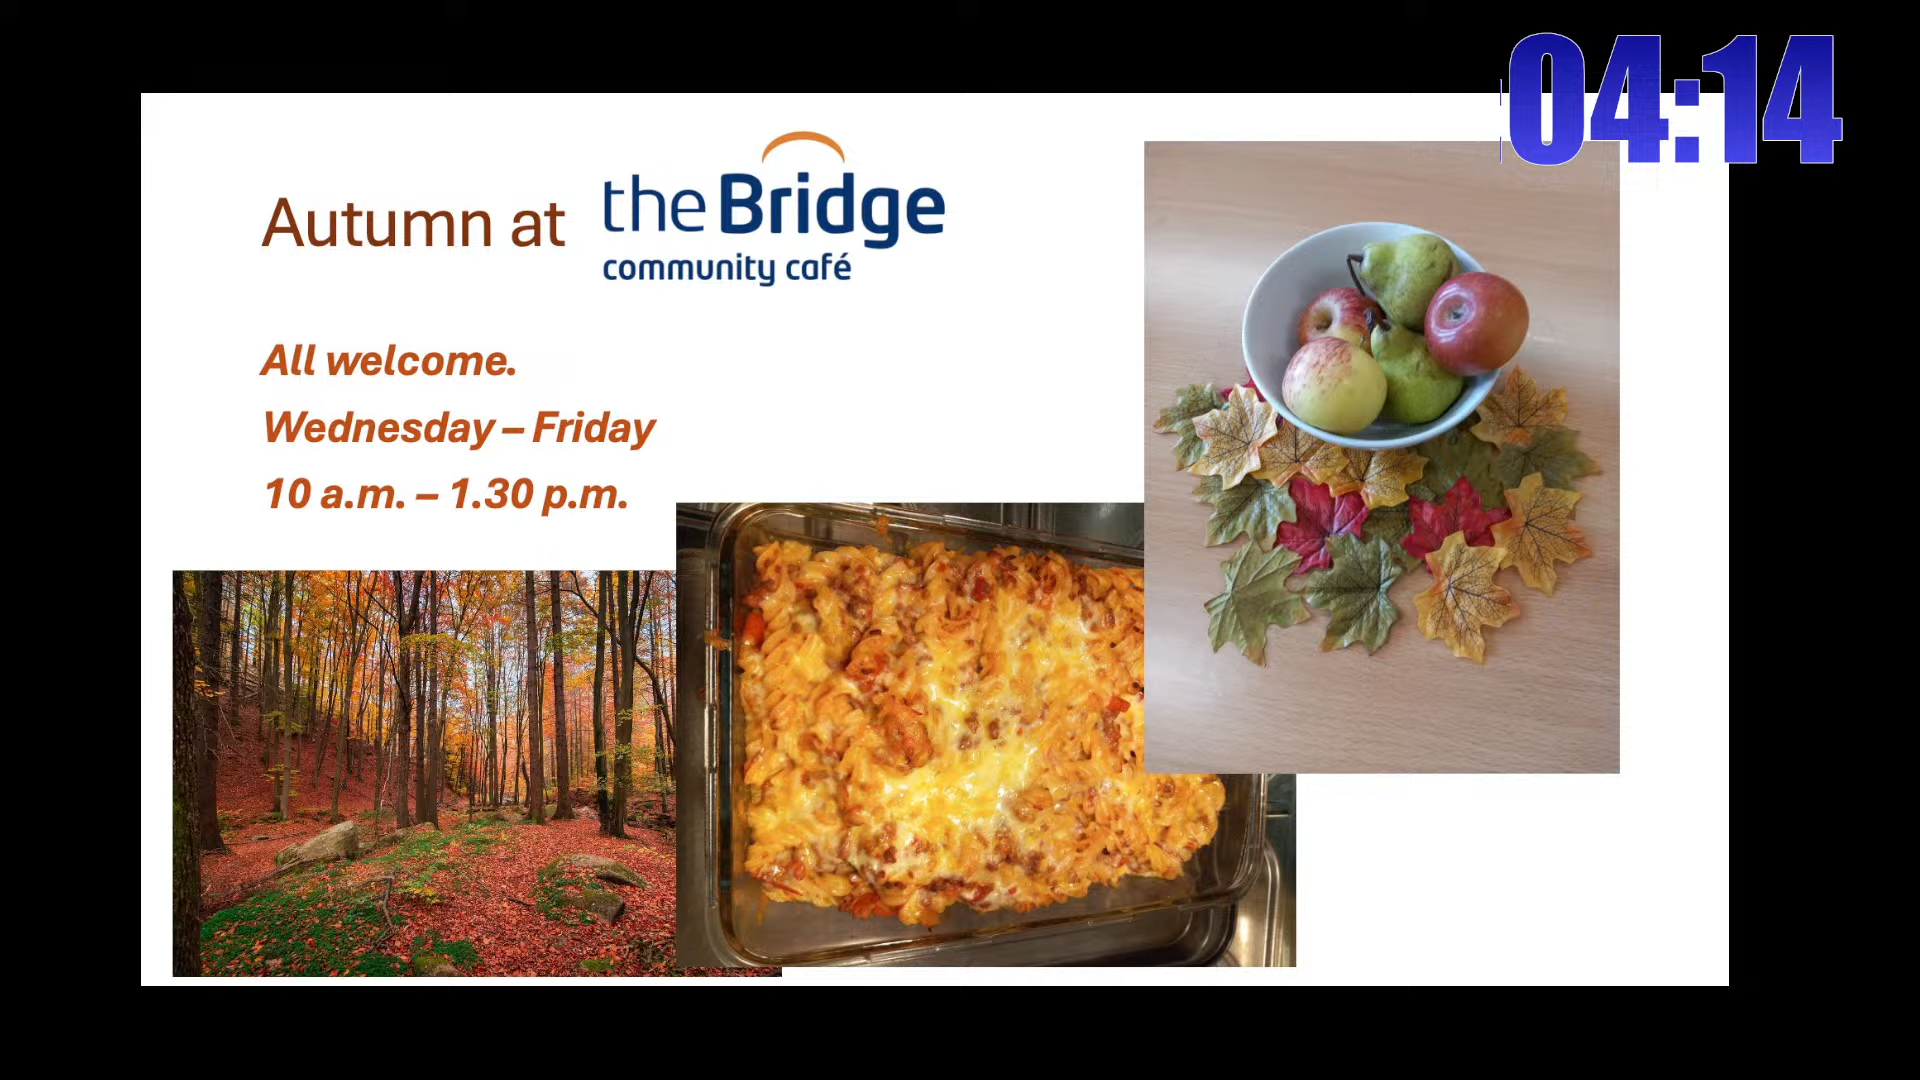 04:14
Autumn at
the Bridge
community café
All welcome.
Wednesday – Friday
10 a.m. – 1.30 p.m.